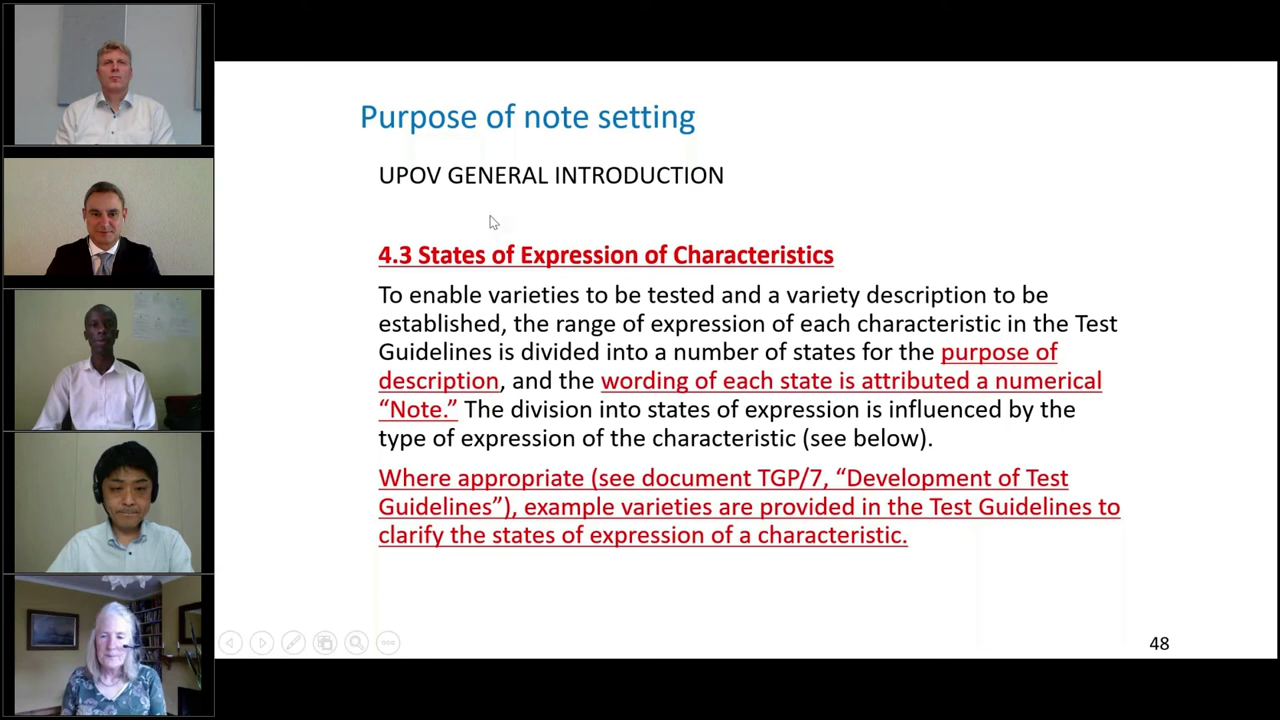 Purpose of note setting
UPOV GENERAL INTRODUCTION
4.3 States of Expression of Characteristics
To enable varieties to be tested and a variety description to be
established, the range of expression of each characteristic in the Test
Guidelines is divided into a number of states for the purpose of
description, and the wording of each state is attributed a numerical
“Note.” The division into states of expression is influenced by the
type of expression of the characteristic (see below).
Where appropriate (see document TGP/7, “Development of Test
Guidelines”), example varieties are provided in the Test Guidelines to
clarify the states of expression of a characteristic.
48